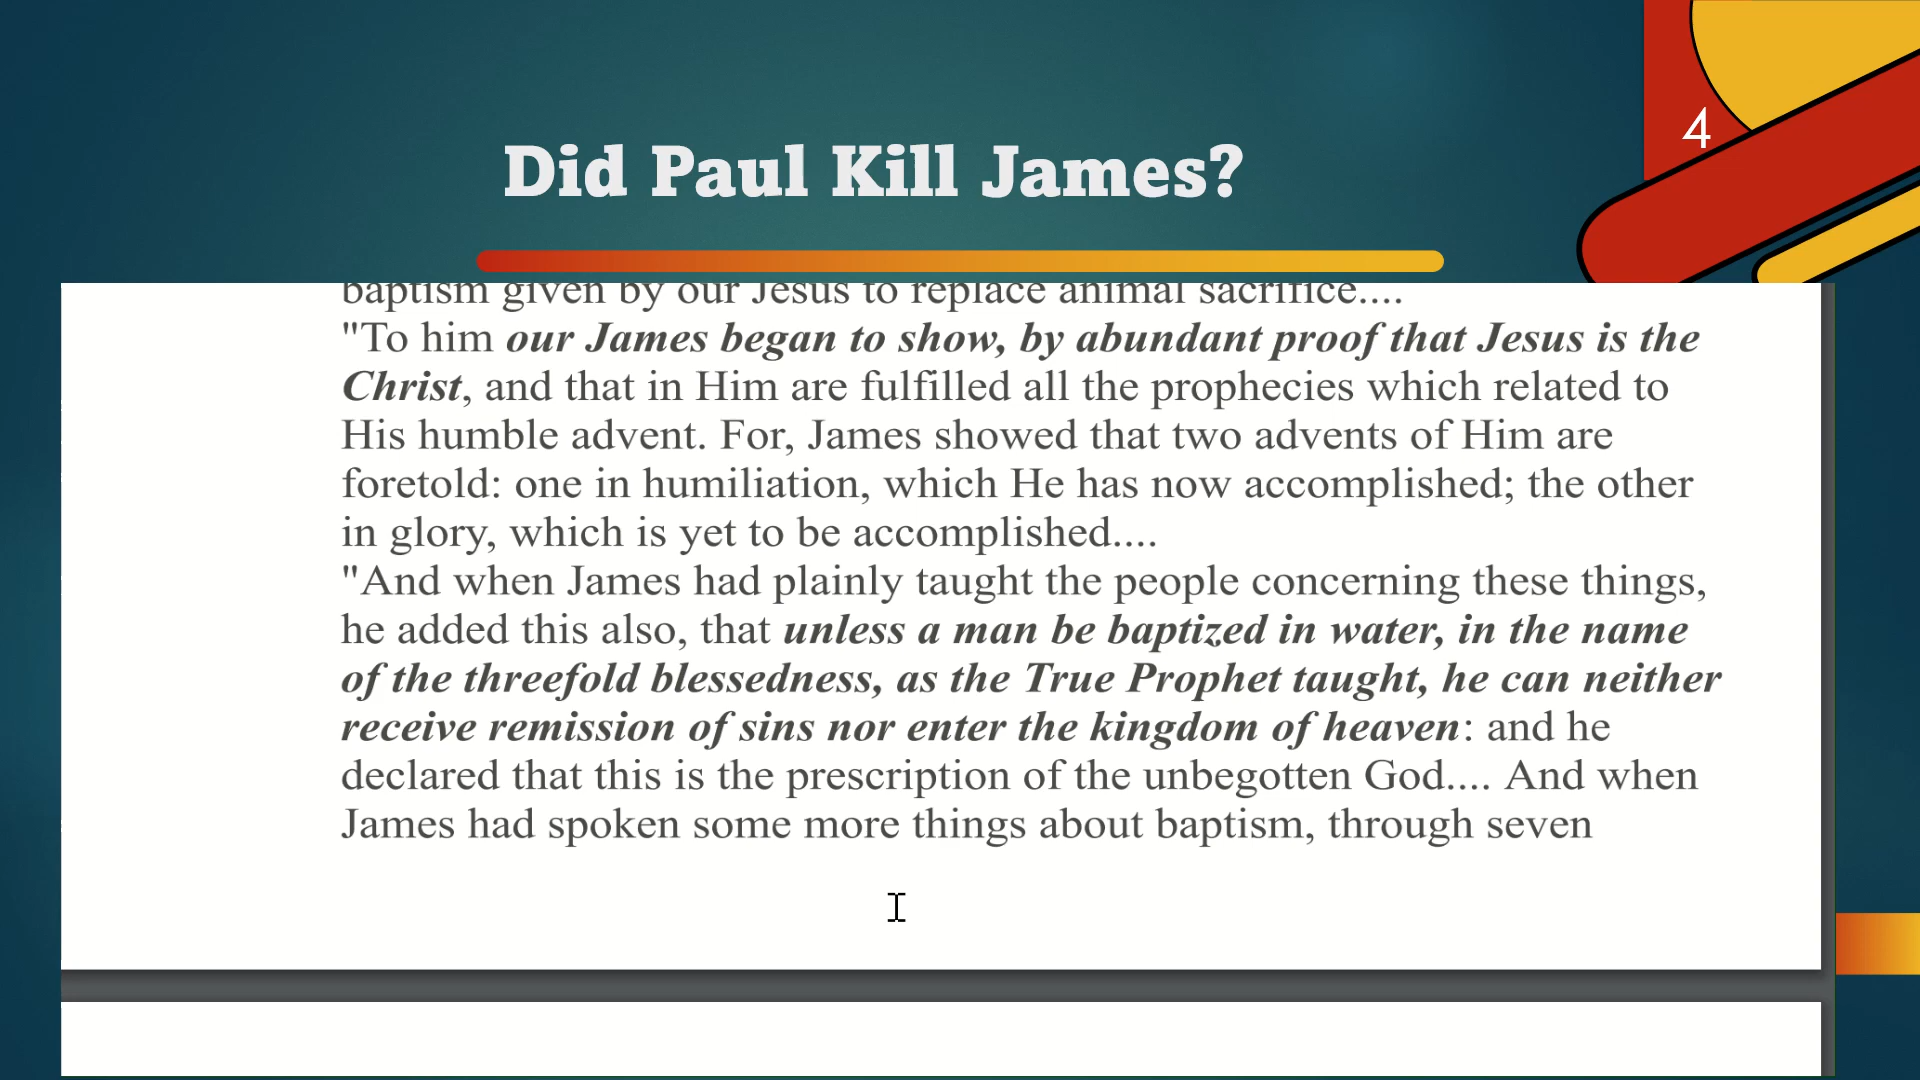 4
Did Paul Kill James?
baptism given by our Jesus to replace animal sacrifice....
"To him our James began to show, by abundant proof that Jesus is the
Christ, and that in Him are fulfilled all the prophecies which related to
His humble advent. For, James showed that two advents of Him are
foretold: one in humiliation, which He has now accomplished; the other
in glory, which is yet to be accomplished....
"And when James had plainly taught the people concerning these things,
he added this also, that unless a man be baptized in water, in the name
of the threefold blessedness, as the True Prophet taught, he can neither
receive remission of sins nor enter the kingdom of heaven: and he
declared that this is the prescription of the unbegotten God.... And when
James had spoken some more things about baptism, through seven